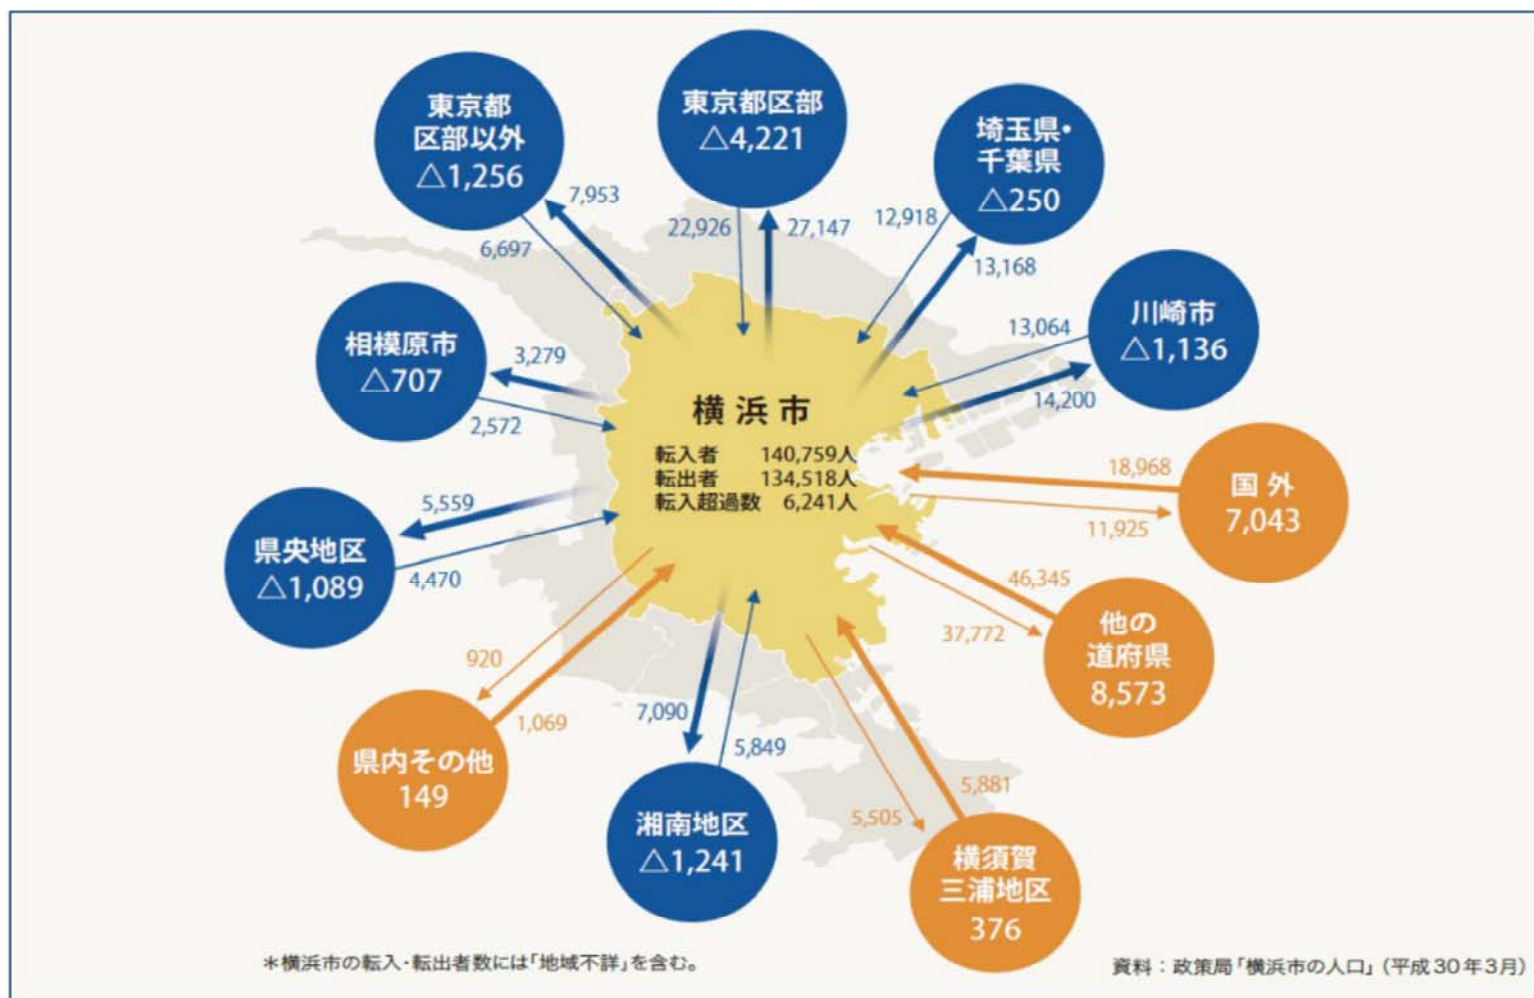 東京都
区部以外
△1,256
7,953
6,697
東京都区部
△4,221
22,926
27,147
埼玉県・
千葉県
△250
12,918
13,168
川崎市
△1,136
13,064
14,200
相模原市
△707
3,279
2,572
横浜市
転入者 140,759人
転出者 134,518人
転入超過数 6,241人
国外
7,043
18,968
11,925
県央地区
△1,089
5,559
4,470
他の
道府県
8,573
46,345
37,772
県内その他
149
920
1,069
湘南地区
△1,241
7,090
5,849
横須賀
三浦地区
376
5,881
5,505
＊横浜市の転入・転出者数には「地域不詳」を含む。
資料：政策局「横浜市の人口」（平成30年3月）